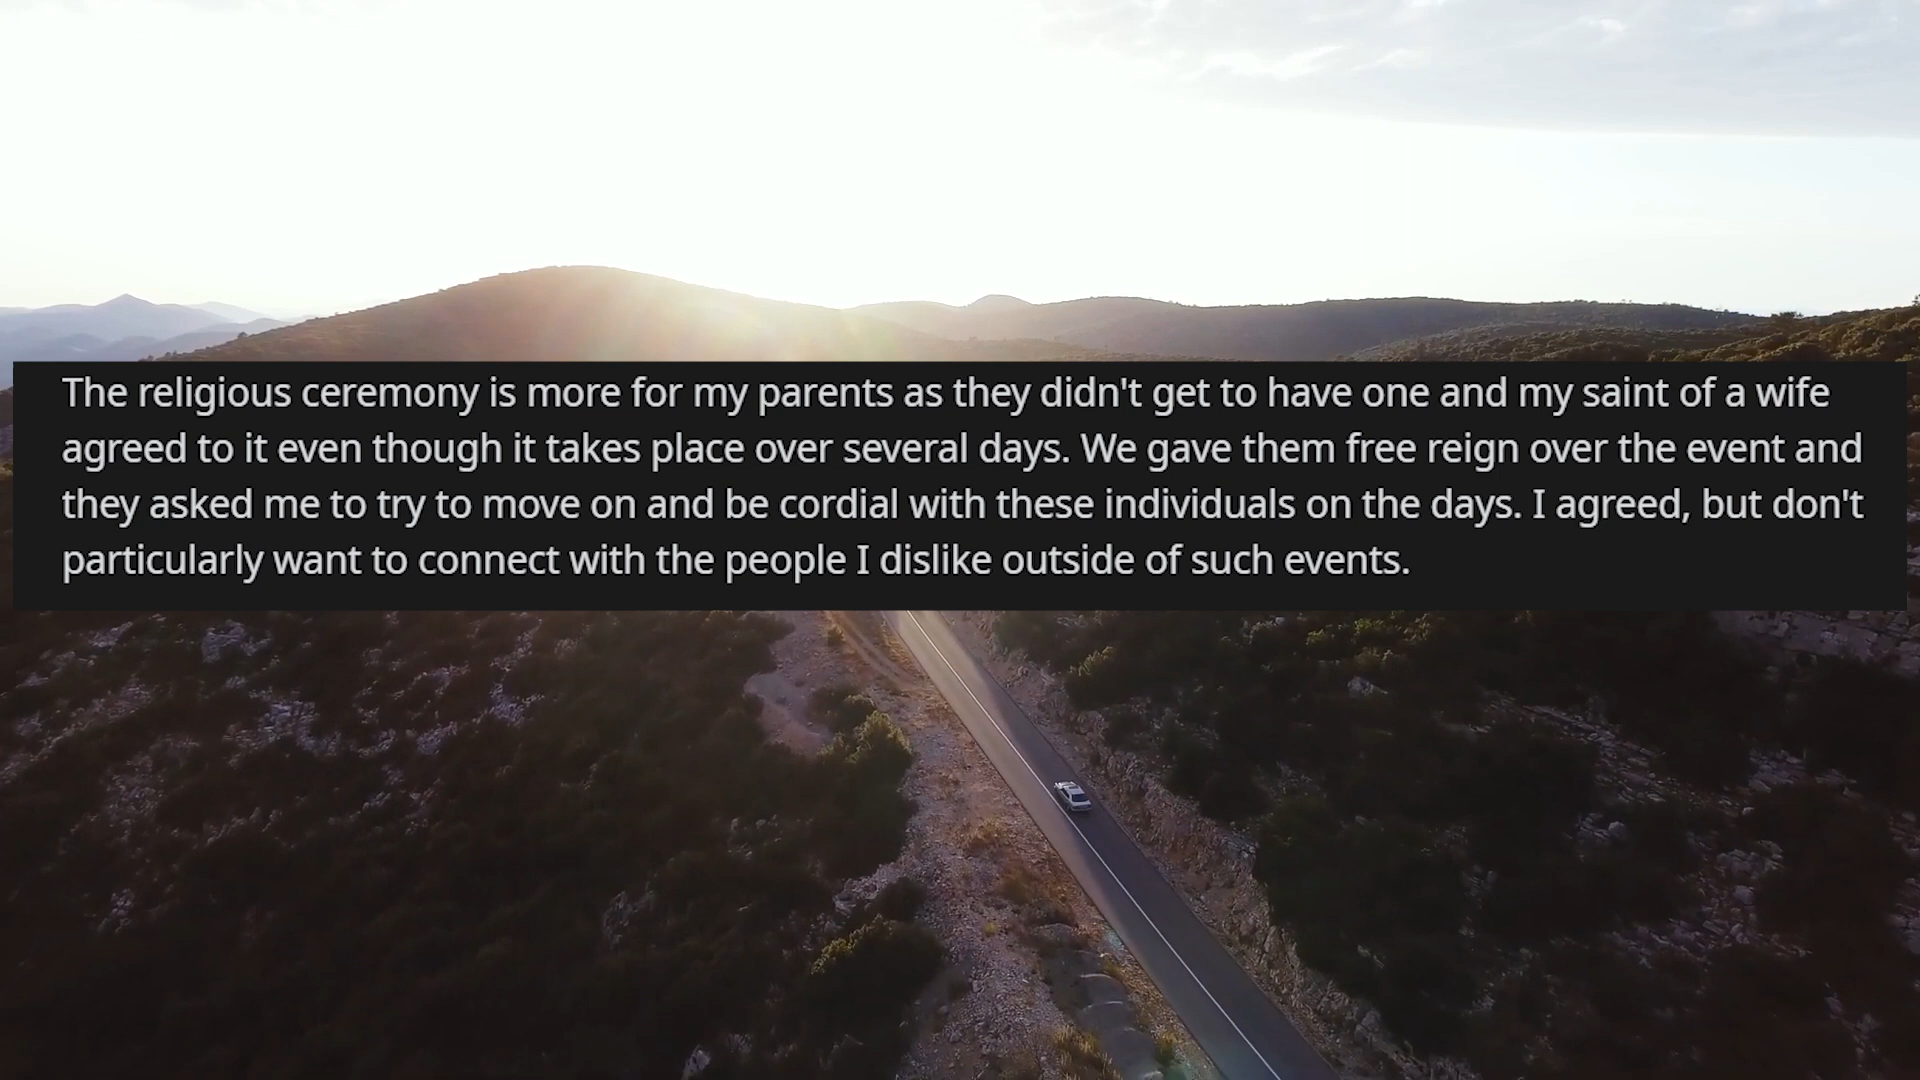 The religious ceremony is more for my parents as they didn't get to have one and my saint of a wife
agreed to it even though it takes place over several days. We gave them free reign over the event and
they asked me to try to move on and be cordial with these individuals on the days. I agreed, but don't
particularly want to connect with the people I dislike outside of such events.